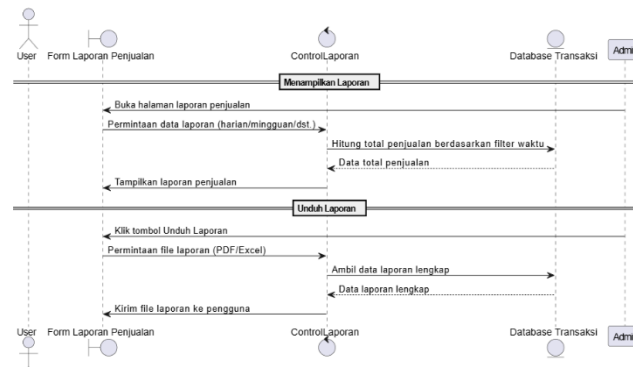 User Form Laporan Penjualan ControlLaporan Database Transaksi
Menampilkan Laporan
Buka halaman laporan penjualan
Permintaan data laporan (harian/mingguan/dst.)
Hitung total penjualan berdasarkan filter waktu
Data total penjualan
Tampilkan laporan penjualan
Unduh Laporan
Klik tombol Unduh Laporan
Permintaan file laporan (PDF/Excel)
Ambil data laporan lengkap
Data laporan lengkap
Kirim file laporan ke pengguna
User Form Laporan Penjualan ControlLaporan Database Transaksi